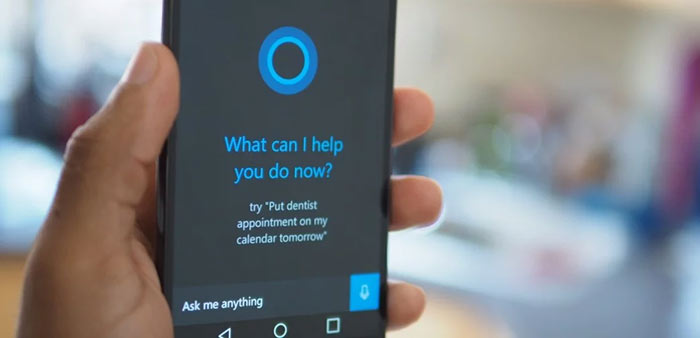 What can I help
you do now?
try "Put dentist
appointment on my
calendar tomorrow"
Ask me anything